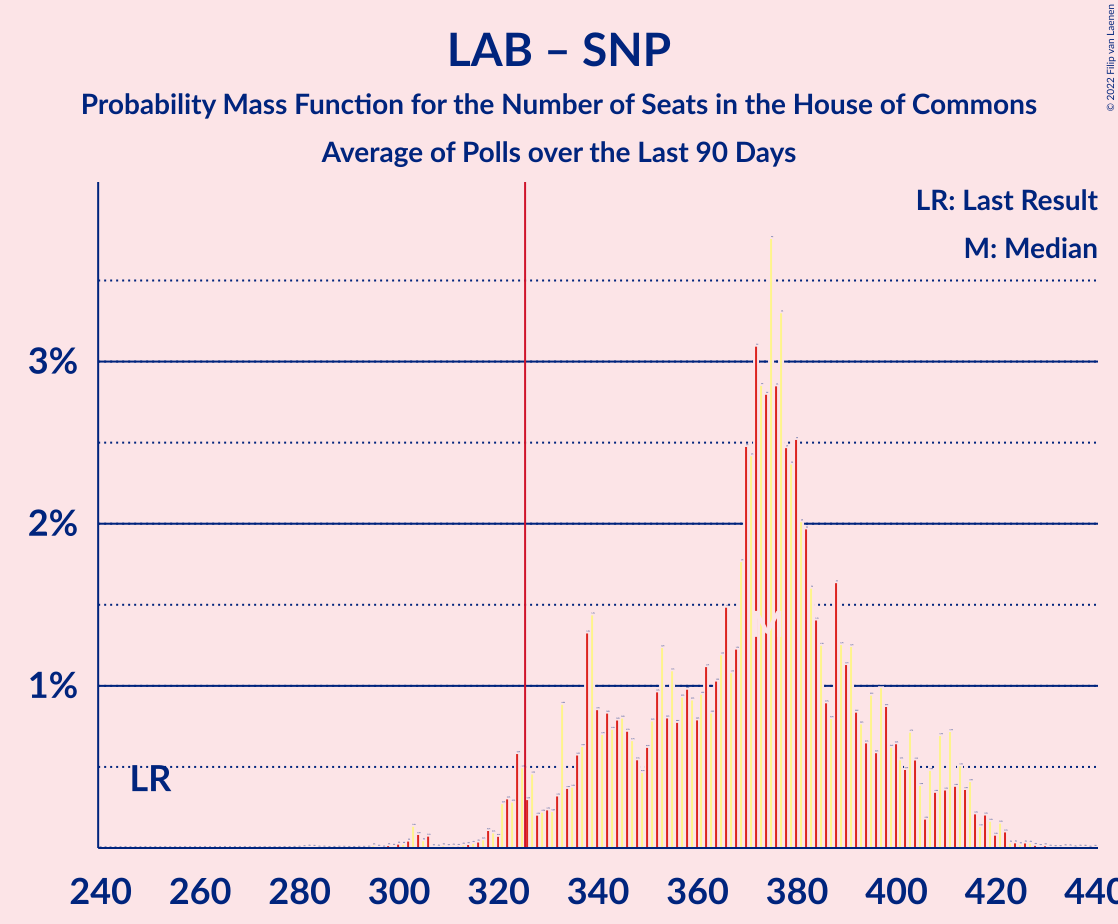 LAB – SNP
Probability Mass Function for the Number of Seats in the House of Commons
Average of Polls over the Last 90 Days
© 2022 Filip van Laenen
LR: Last Result
M: Median
3%
2%
1%
LR
M
240 260 280 300 320 340 360 380 400 420 440